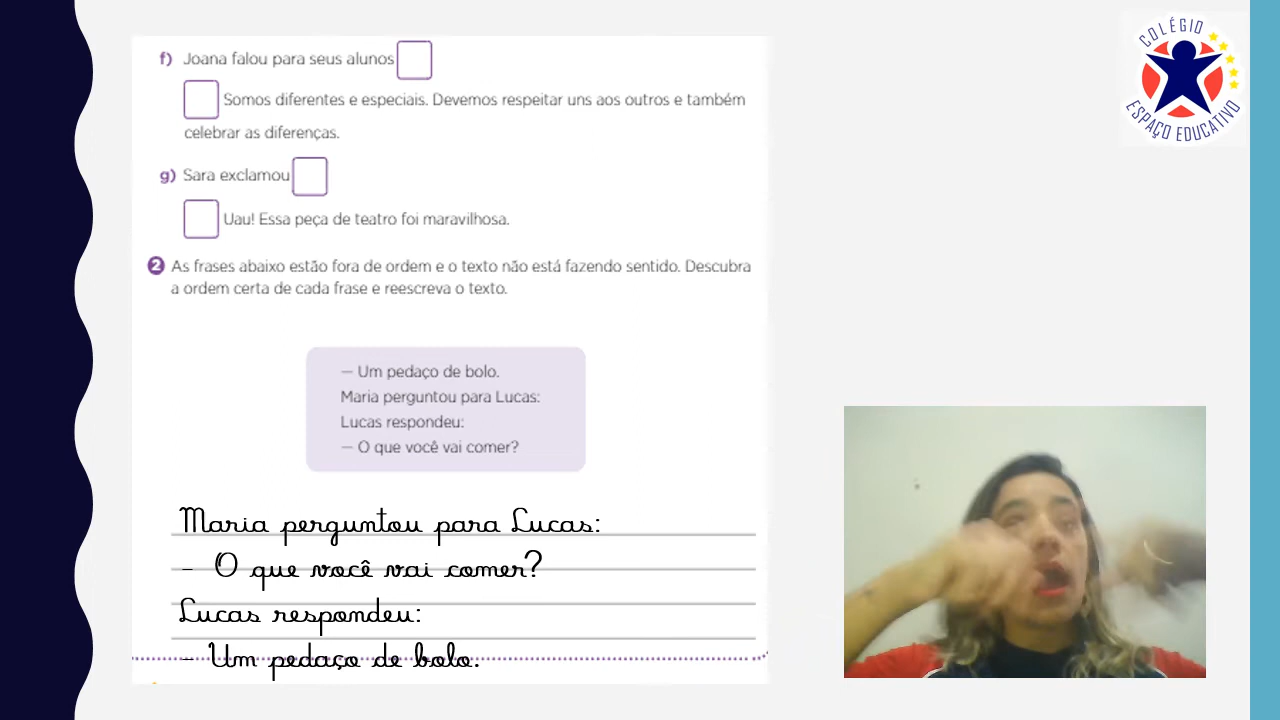 f) Joana falou para seus alunos
Somos diferentes e especiais. Devemos respeitar uns aos outros e também
celebrar as diferenças.
g) Sara exclamou
Uau! Essa peça de teatro foi maravilhosa.
2 As frases abaixo estão fora de ordem e o texto não está fazendo sentido. Descubra
a ordem certa de cada frase e reescreva o texto.
— Um pedaço de bolo.
Maria perguntou para Lucas:
Lucas respondeu:
— O que você vai comer?
Maria perguntou para Lucas:
- O que você vai comer?
Lucas respondeu:
- Um pedaço de bolo.
COLÉGIO
ESPAÇO EDUCATIVO